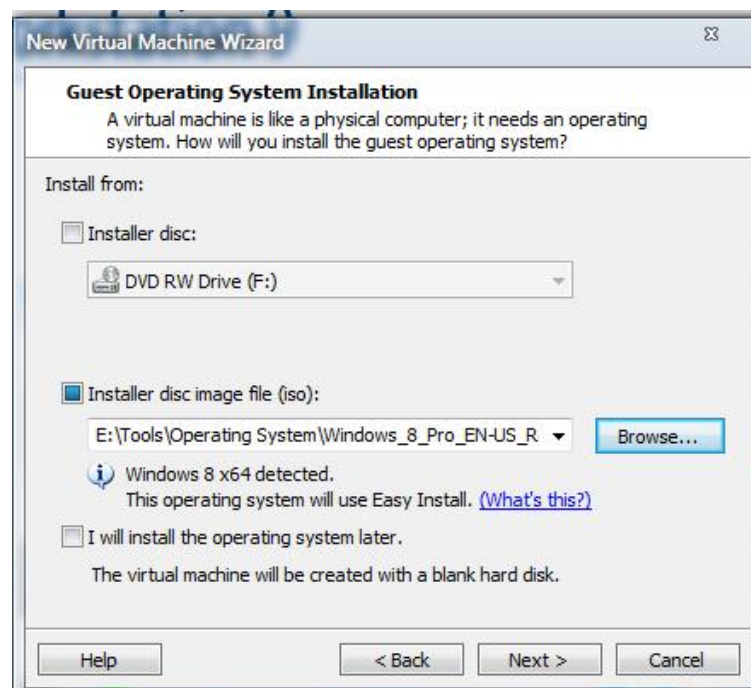 New Virtual Machine Wizard
Guest Operating System Installation
A virtual machine is like a physical computer; it needs an operating
system. How will you install the guest operating system?
Install from:
Installer disc:
DVD RW Drive (F:)
Installer disc image file (iso):
E:\Tools\Operating System\Windows_8_Pro_EN-US_R
Browse...
Windows 8 x64 detected.
This operating system will use Easy Install. (What's this?)
I will install the operating system later.
The virtual machine will be created with a blank hard disk.
Help
< Back
Next >
Cancel